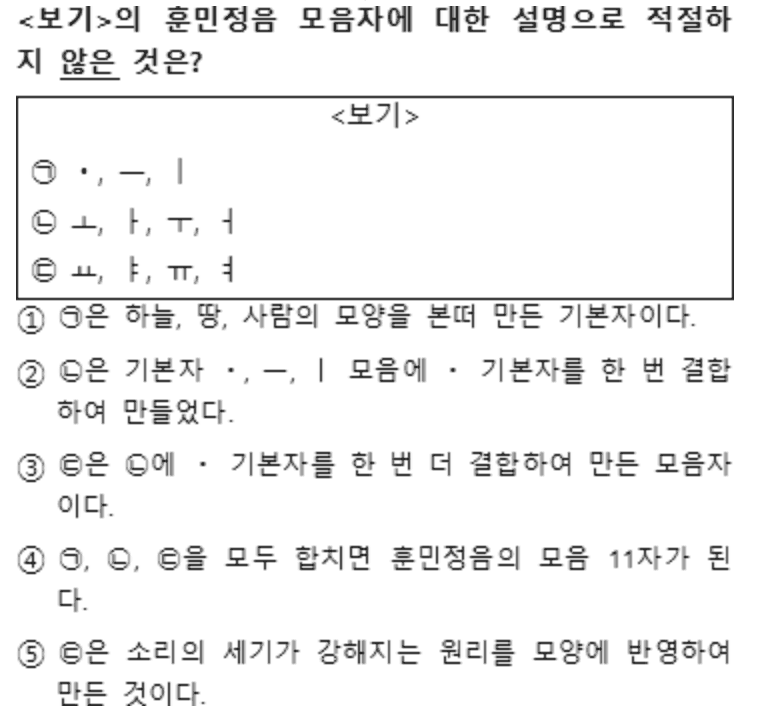 <보기>의 훈민정음 모음자에 대한 설명으로 적절하
지 않은 것은?
<보기>
㉠ ㆍ, ㅡ, ㅣ
㉡ ㅗ, ㅏ, ㅜ, ㅓ
㉢ ㅛ, ㅑ, ㅠ, ㅕ
① ㉠은 하늘, 땅, 사람의 모양을 본떠 만든 기본자이다.
② ㉡은 기본자 ㆍ, ㅡ, ㅣ 모음에 ㆍ 기본자를 한 번 결합
하여 만들었다.
③ ㉢은 ㉡에 ㆍ 기본자를 한 번 더 결합하여 만든 모음자
이다.
④ ㉠, ㉡, ㉢을 모두 합치면 훈민정음의 모음 11자가 된
다.
⑤ ㉢은 소리의 세기가 강해지는 원리를 모양에 반영하여
만든 것이다.